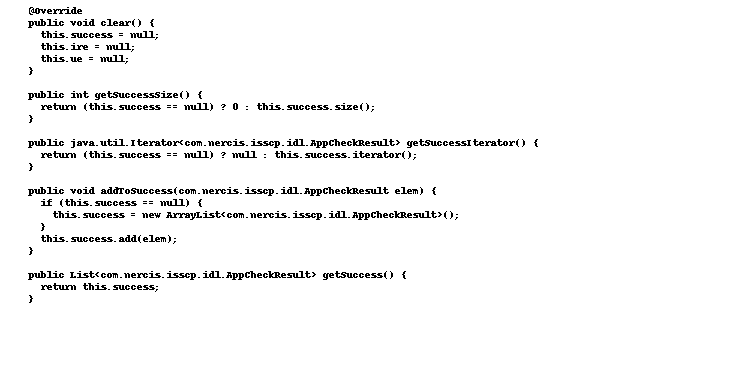 @Override
public void clear() {
  this.success = null;
  this.ire = null;
  this.ue = null;
}

public int getSuccessSize() {
  return (this.success == null) ? 0 : this.success.size();
}

public java.util.Iterator<com.nercis.isscp.idl.AppCheckResult> getSuccessIterator() {
  return (this.success == null) ? null : this.success.iterator();
}

public void addToSuccess(com.nercis.isscp.idl.AppCheckResult elem) {
  if (this.success == null) {
    this.success = new ArrayList<com.nercis.isscp.idl.AppCheckResult>();
  }
  this.success.add(elem);
}

public List<com.nercis.isscp.idl.AppCheckResult> getSuccess() {
  return this.success;
}